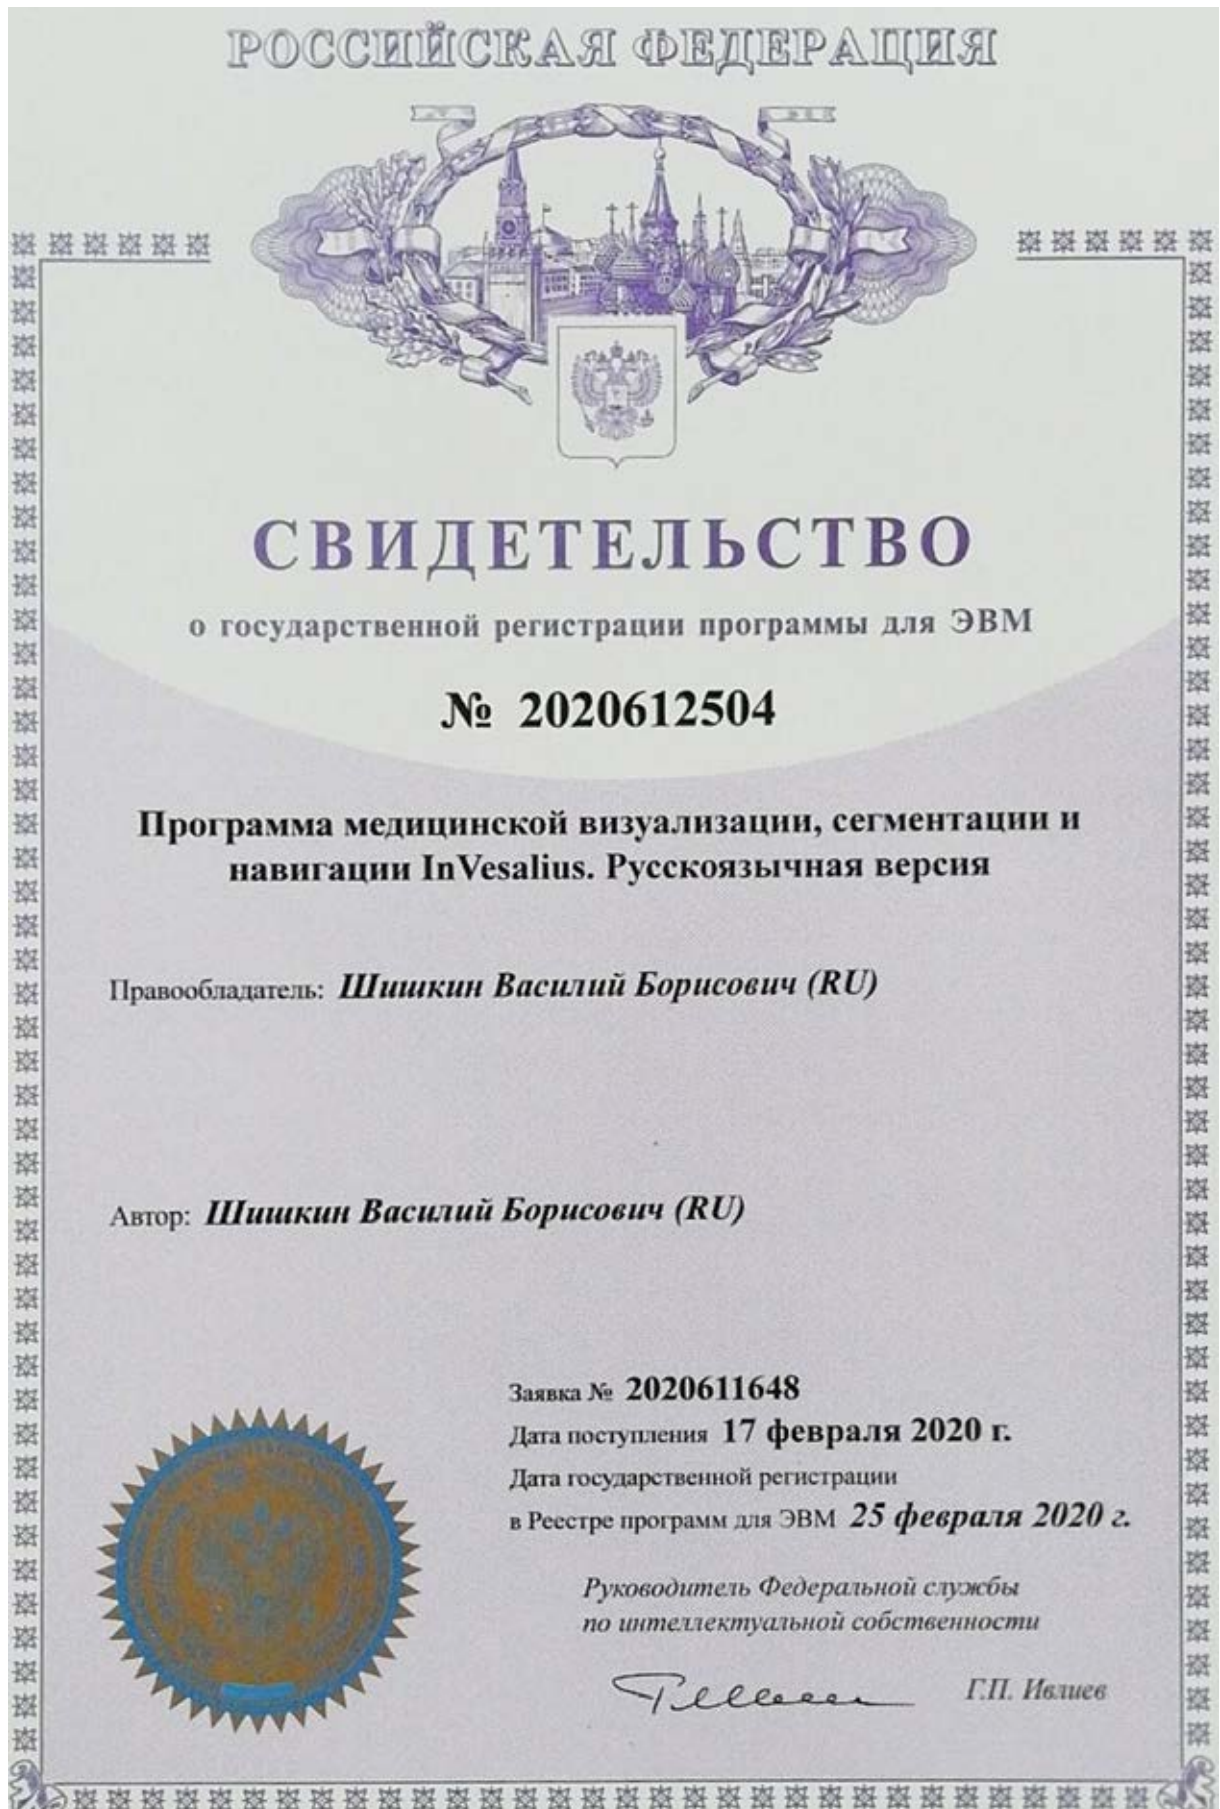 РОССИЙСКАЯ ФЕДЕРАЦИЯ
СВИДЕТЕЛЬСТВО
о государственной регистрации программы для ЭВМ
№ 2020612504
Программа медицинской визуализации, сегментации и
навигации InVesalius. Русскоязычная версия
Правообладатель: Шишкин Василий Борисович (RU)
Автор: Шишкин Василий Борисович (RU)
Заявка № 2020611648
Дата поступления 17 февраля 2020 г.
Дата государственной регистрации
в Реестре программ для ЭВМ 25 февраля 2020 г.
Руководитель Федеральной службы
по интеллектуальной собственности
Г.П. Ивлиев